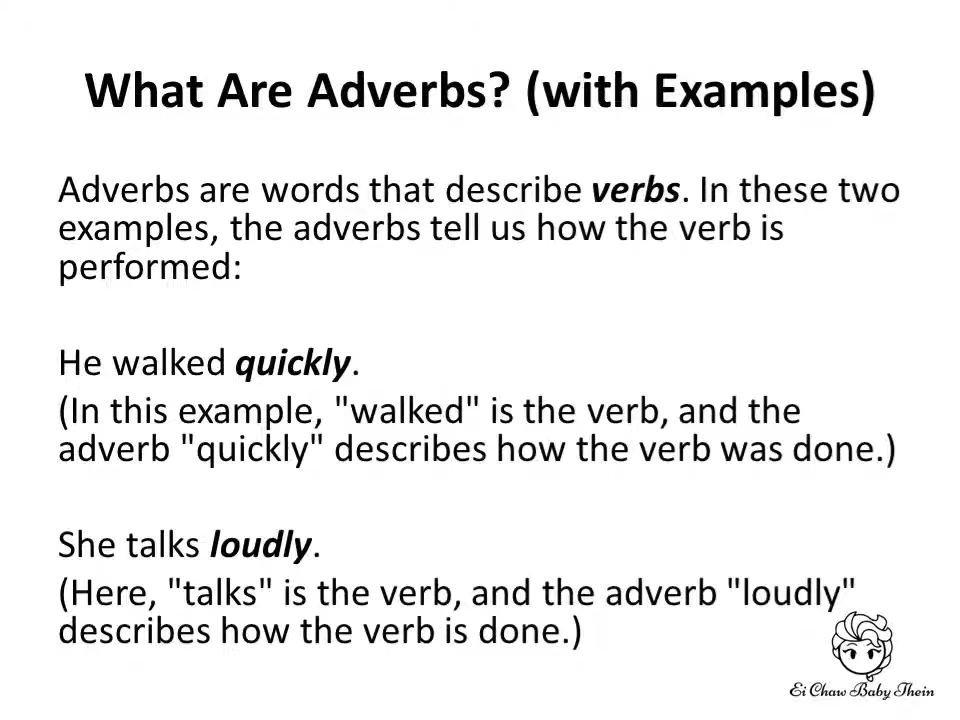 What Are Adverbs? (with Examples)
Adverbs are words that describe verbs. In these two
examples, the adverbs tell us how the verb is
performed:
He walked quickly.
(In this example, "walked" is the verb, and the
adverb "quickly" describes how the verb was done.)
She talks loudly.
(Here, "talks" is the verb, and the adverb "loudly"
describes how the verb is done.)
Ei Chaw Baby Thein